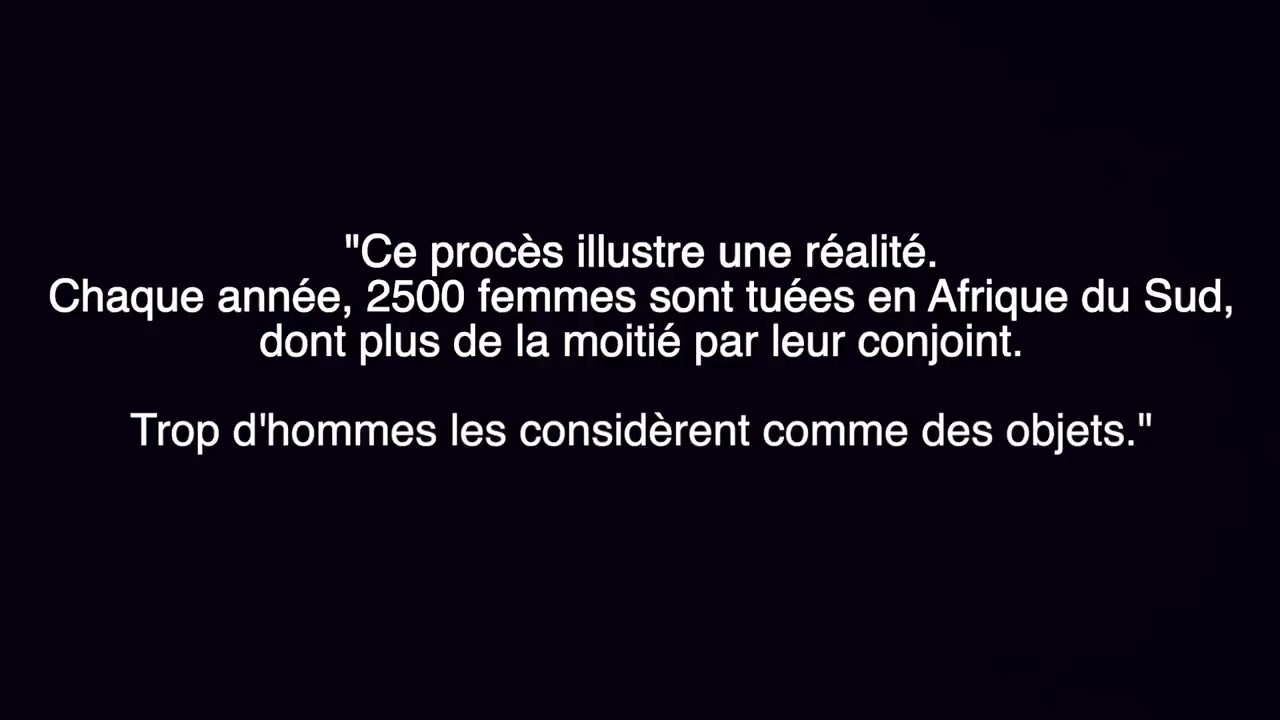 "Ce procès illustre une réalité.
Chaque année, 2500 femmes sont tuées en Afrique du Sud,
dont plus de la moitié par leur conjoint.
Trop d'hommes les considèrent comme des objets."